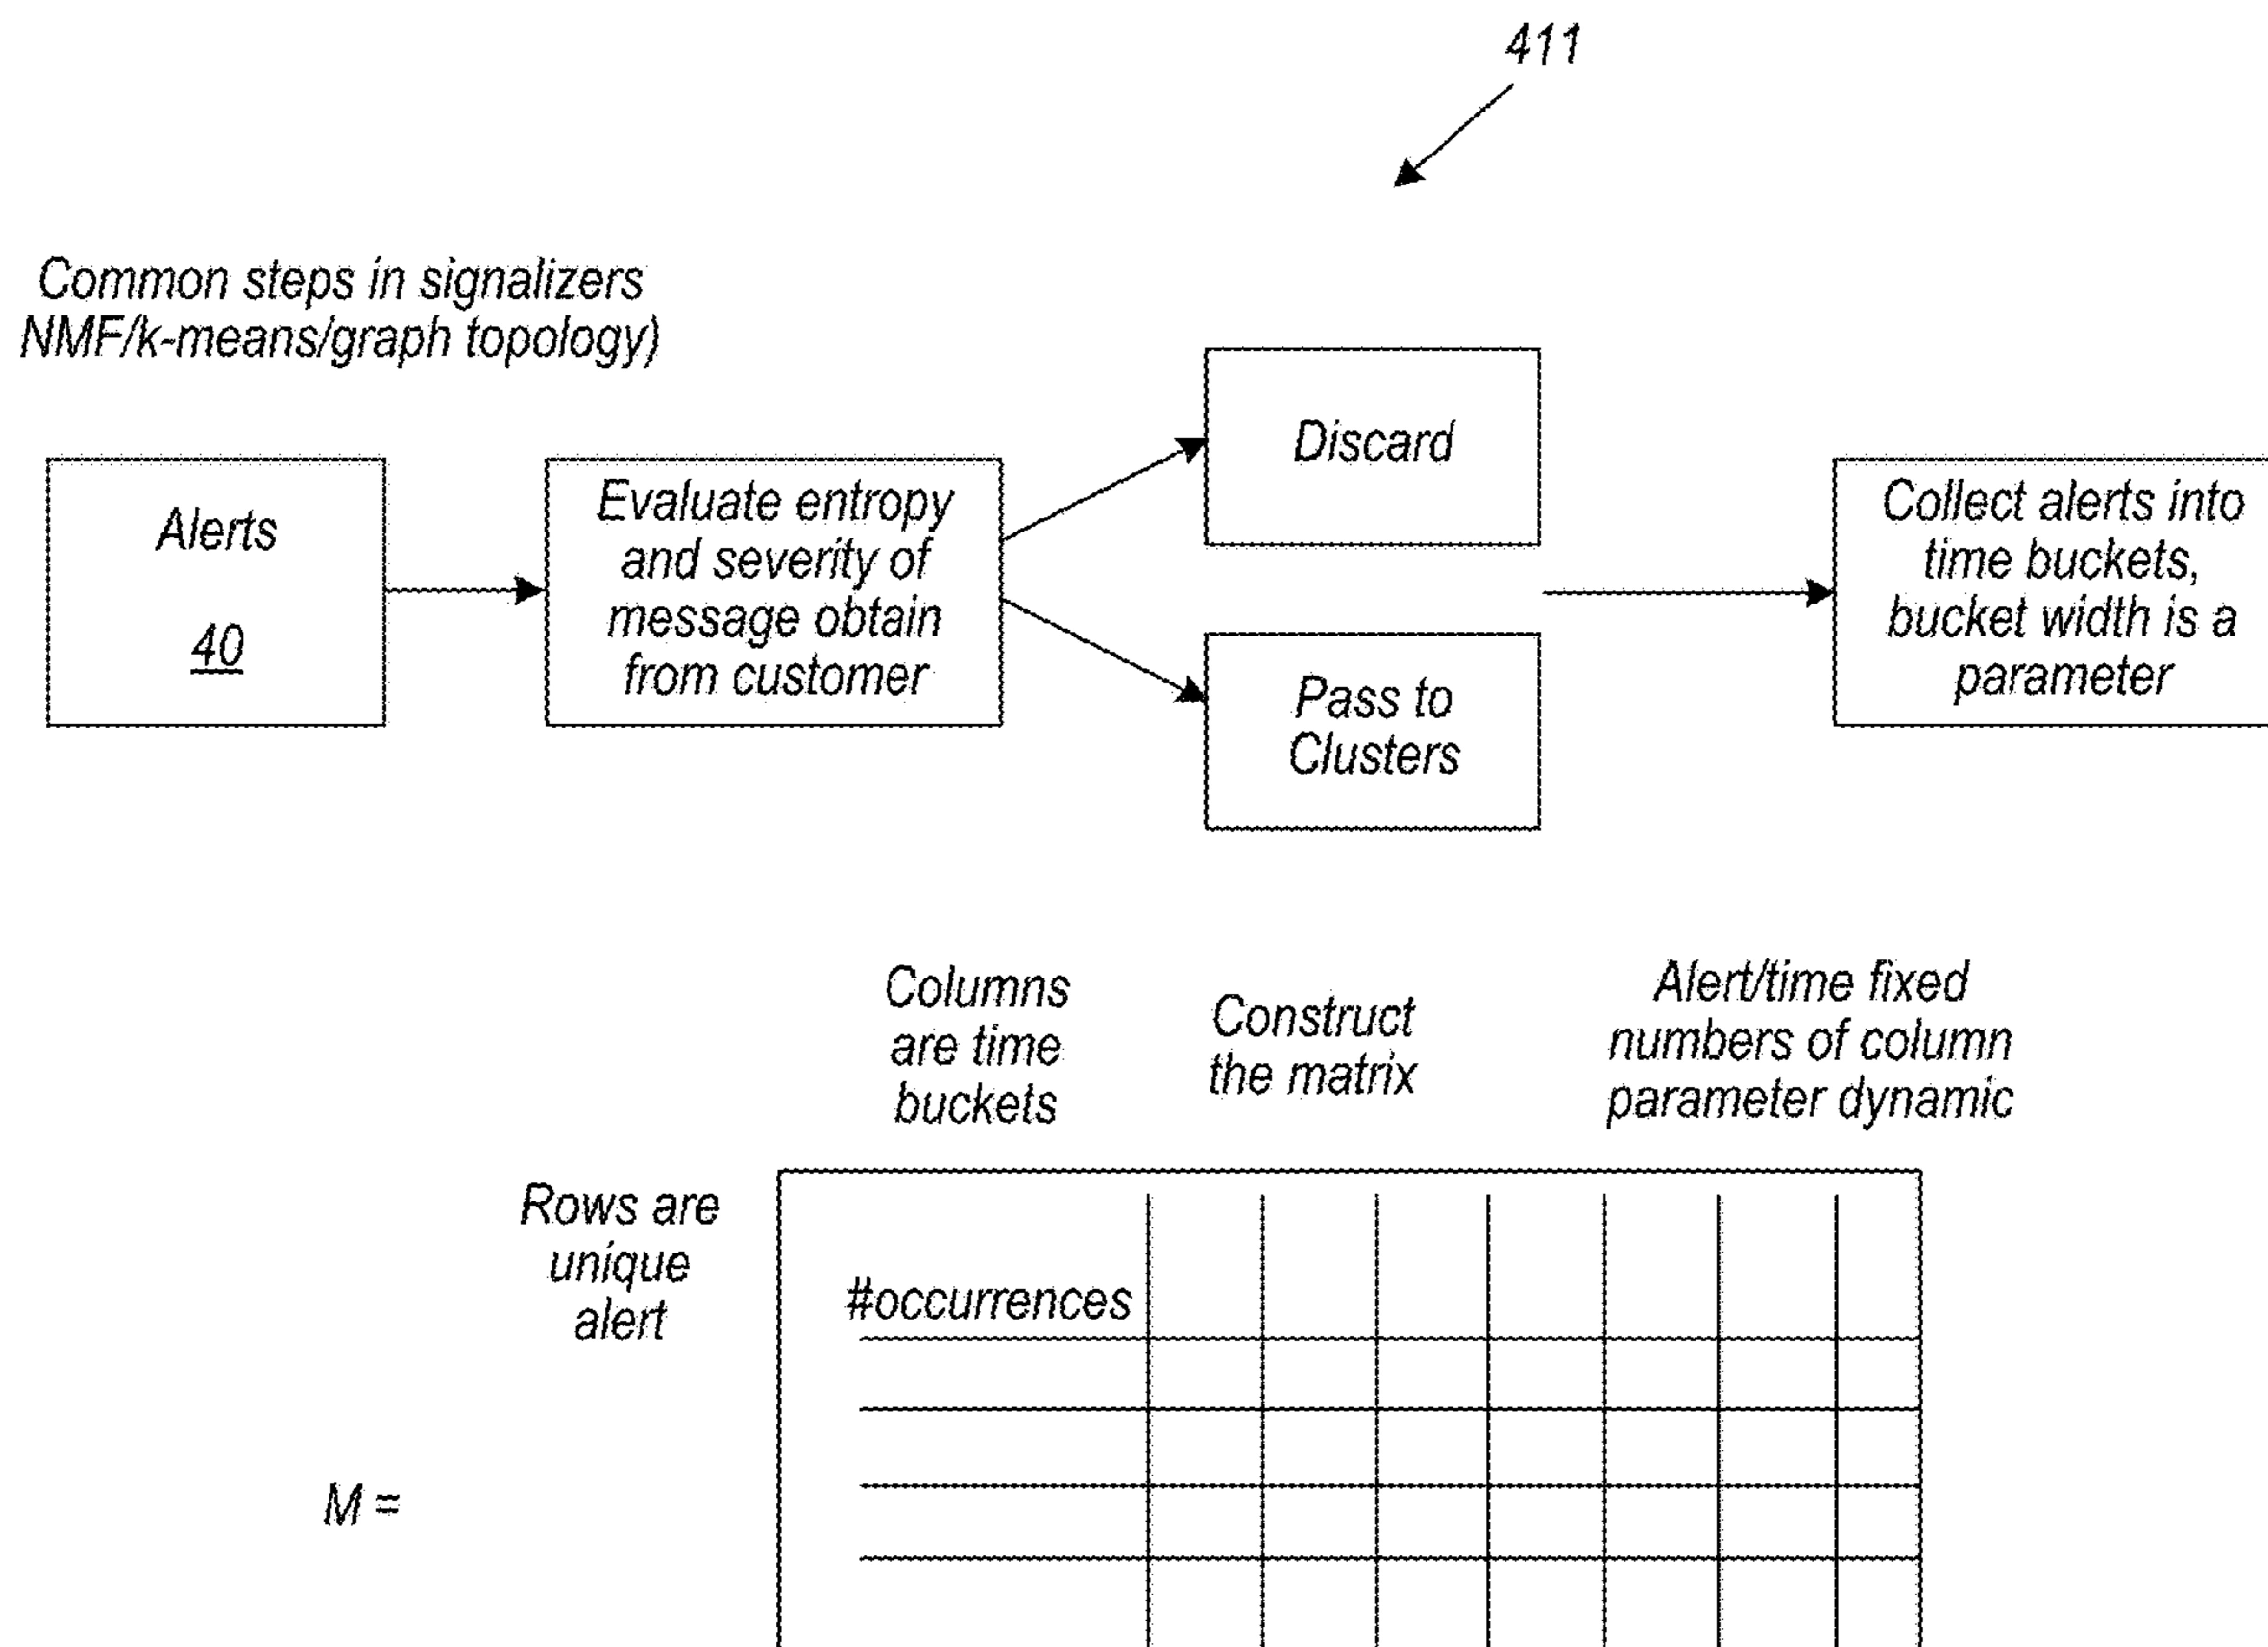 411
Common steps in signalizers
NMF/k-means/graph topology)
Alerts
40
Evaluate entropy
and severity of
message obtain
from customer
Discard
Pass to
Clusters
Collect alerts into
time buckets,
bucket width is a
parameter
Columns
are time
buckets
Construct
the matrix
Alert/time fixed
numbers of column
parameter dynamic
Rows are
unique
alert
#occurrences
M =